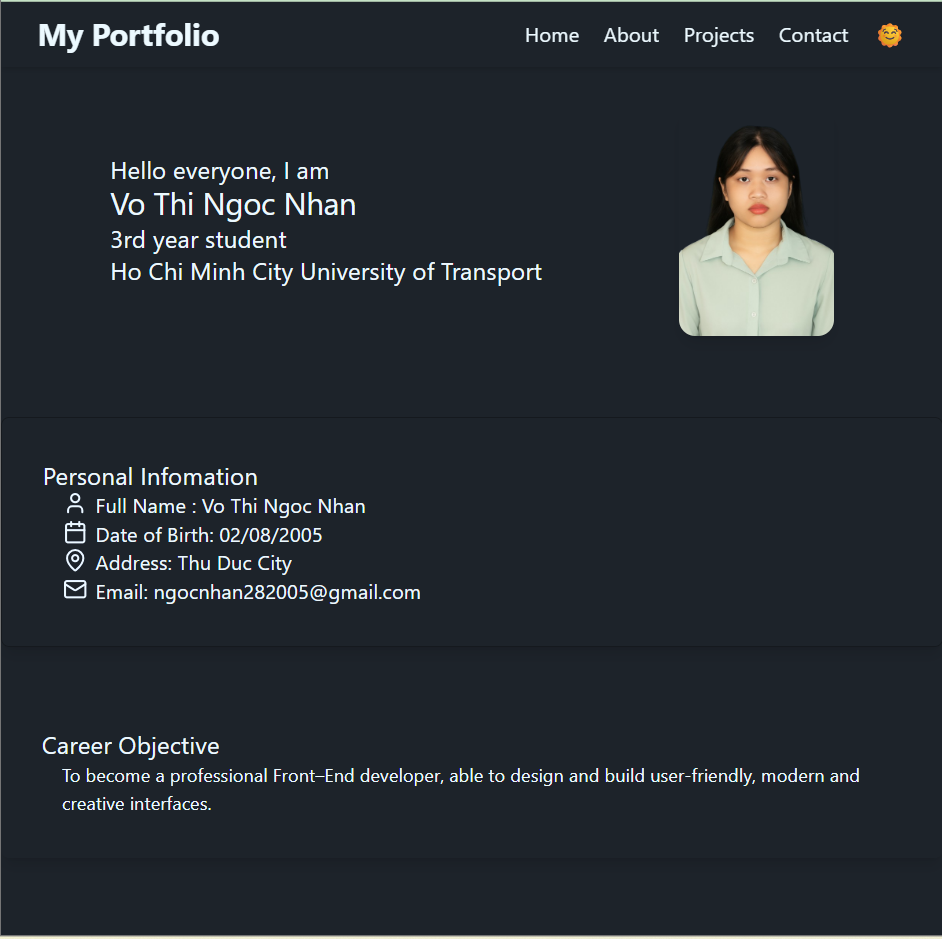 My Portfolio
Home About Projects Contact
Hello everyone, I am
Vo Thi Ngoc Nhan
3rd year student
Ho Chi Minh City University of Transport
Personal Infomation
Full Name : Vo Thi Ngoc Nhan
Date of Birth: 02/08/2005
Address: Thu Duc City
Email: ngocnhan282005@gmail.com
Career Objective
To become a professional Front–End developer, able to design and build user-friendly, modern and
creative interfaces.